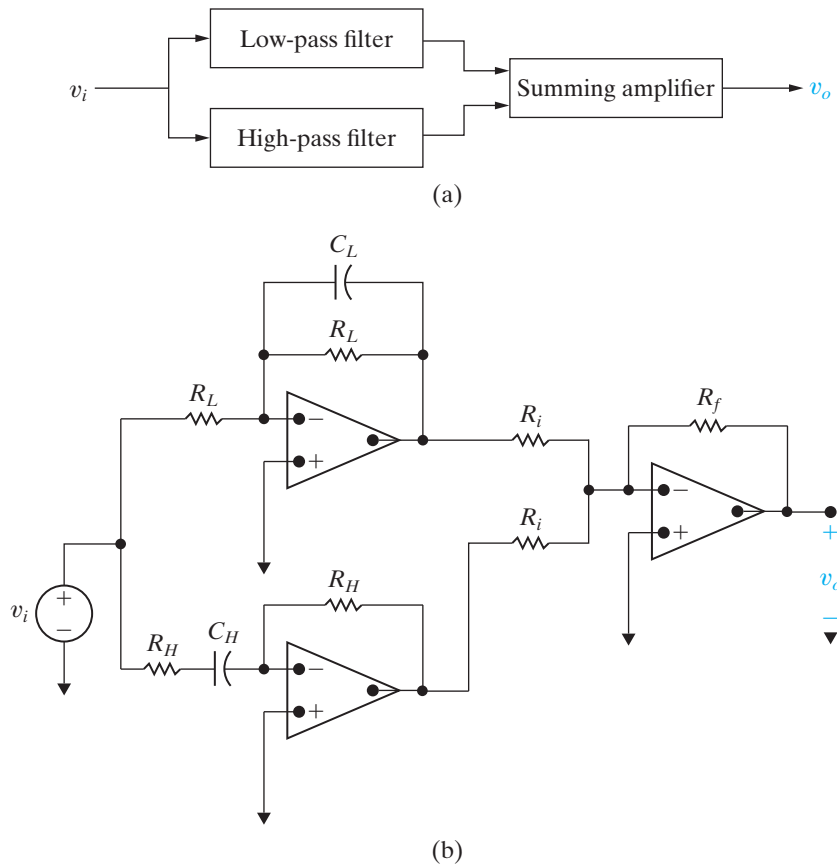 Low-pass filter
v_i
Summing amplifier
v_o
High-pass filter
(a)
C_L
R_L
R_L
−
+
R_i
R_f
R_i
−
+
+
v_o
−
v_i
+
−
R_H
R_H
C_H
−
+
(b)